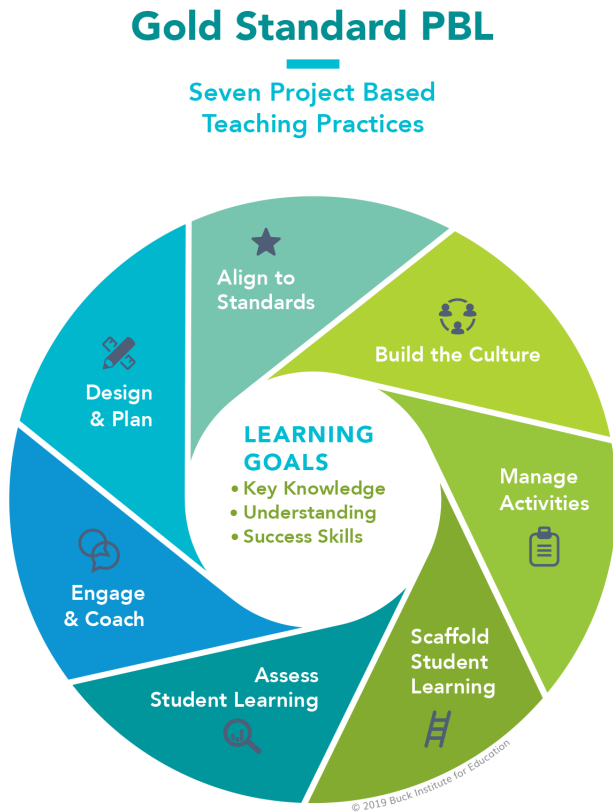 Gold Standard PBL
Seven Project Based
Teaching Practices
Align to
Standards
Build the Culture
Manage
Activities
Scaffold
Student
Learning
Assess
Student Learning
Engage
& Coach
Design
& Plan
LEARNING
GOALS
• Key Knowledge
• Understanding
• Success Skills
© 2019 Buck Institute for Education